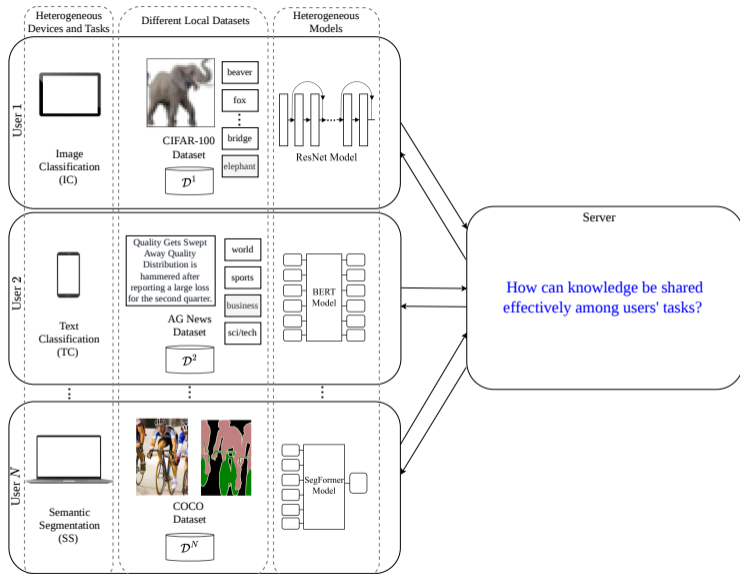 Heterogeneous
Devices and Tasks
Different Local Datasets
Heterogeneous
Models
User 1
Image
Classification
(IC)
beaver
fox
bridge
elephant
CIFAR-100
Dataset
𝒟¹
ResNet Model
User 2
Text
Classification
(TC)
Quality Gets Swept
Away Quality
Distribution is
hammered after
reporting a large loss
for the second quarter.
world
sports
business
sci/tech
AG News
Dataset
𝒟²
BERT
Model
User N
Semantic
Segmentation
(SS)
COCO
Dataset
𝒟ᴺ
SegFormer
Model
Server
How can knowledge be shared
effectively among users' tasks?